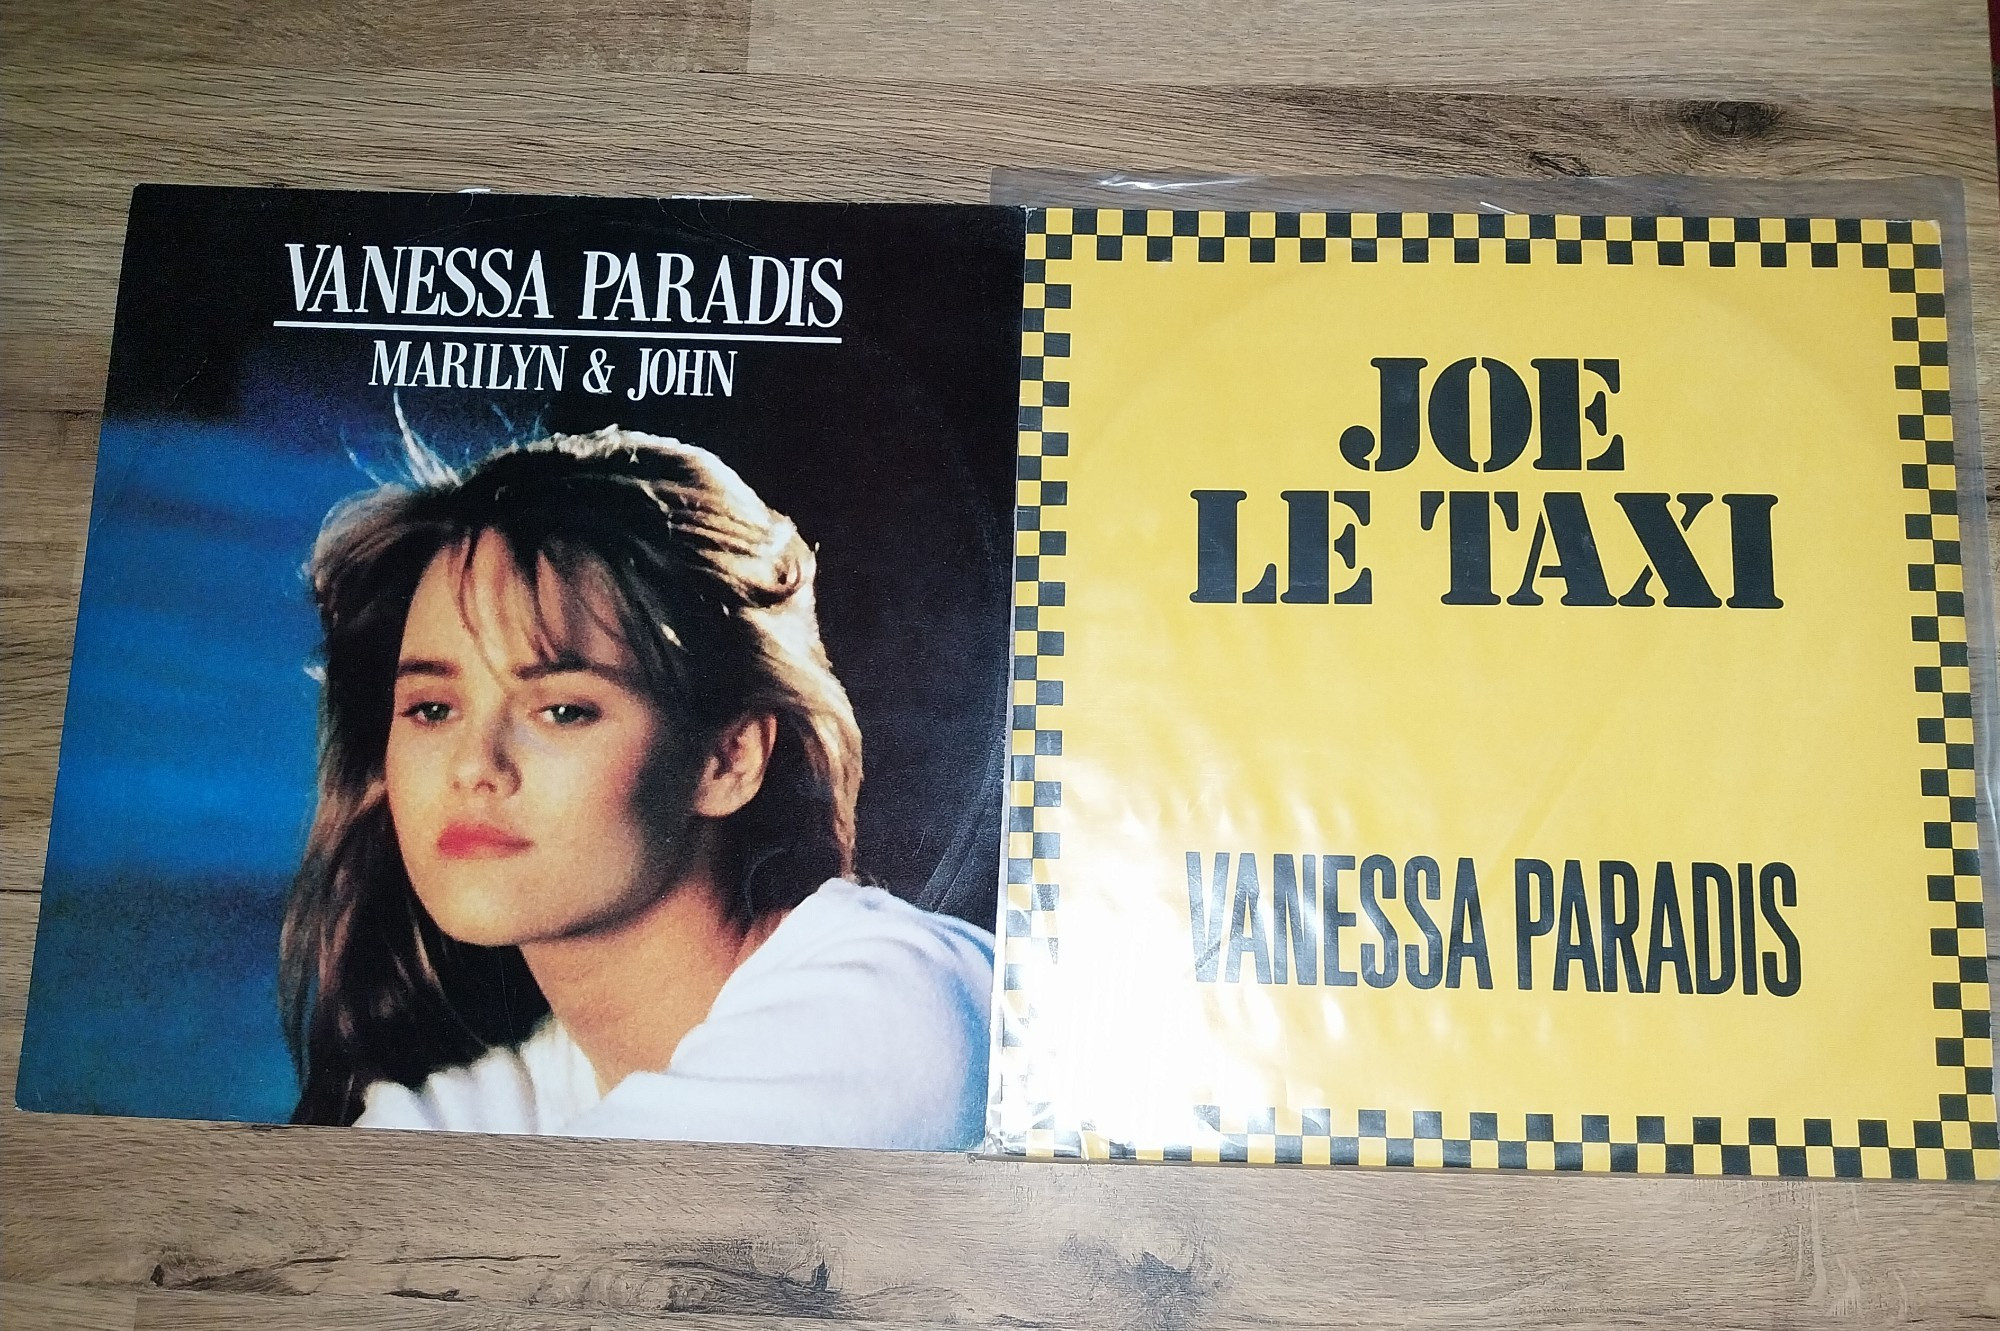 VANESSA PARADIS
MARILYN & JOHN
JOE
LE TAXI
VANESSA PARADIS